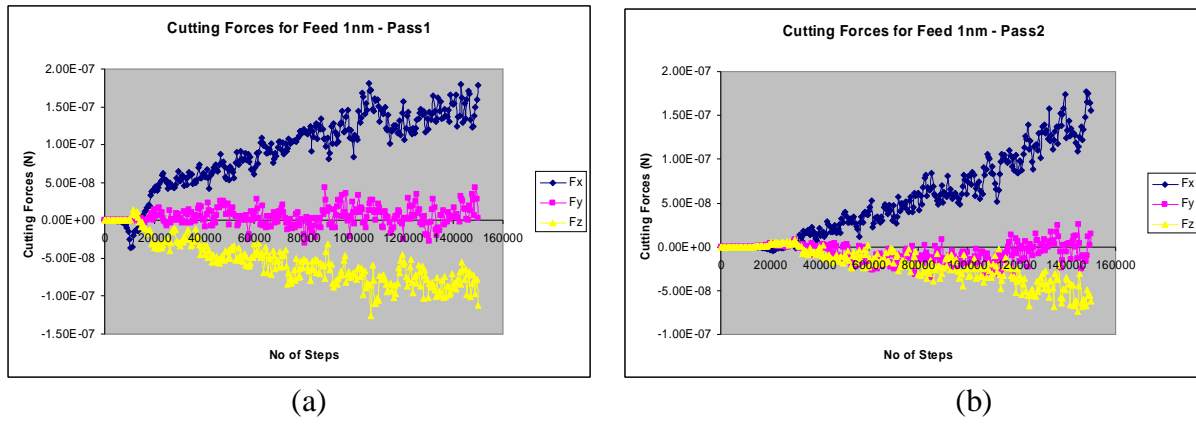 Cutting Forces for Feed 1nm - Pass1
2.00E-07
1.50E-07
1.00E-07
5.00E-08
0.00E+00
-5.00E-08
-1.00E-07
-1.50E-07
0 20000 40000 60000 80000 100000 120000 140000 160000
Cutting Forces (N)
No of Steps
Fx
Fy
Fz
(a)
Cutting Forces for Feed 1nm - Pass2
2.00E-07
1.50E-07
1.00E-07
5.00E-08
0.00E+00
-5.00E-08
-1.00E-07
0 20000 40000 60000 80000 100000 120000 140000 160000
Cutting Forces (N)
No of Steps
Fx
Fy
Fz
(b)